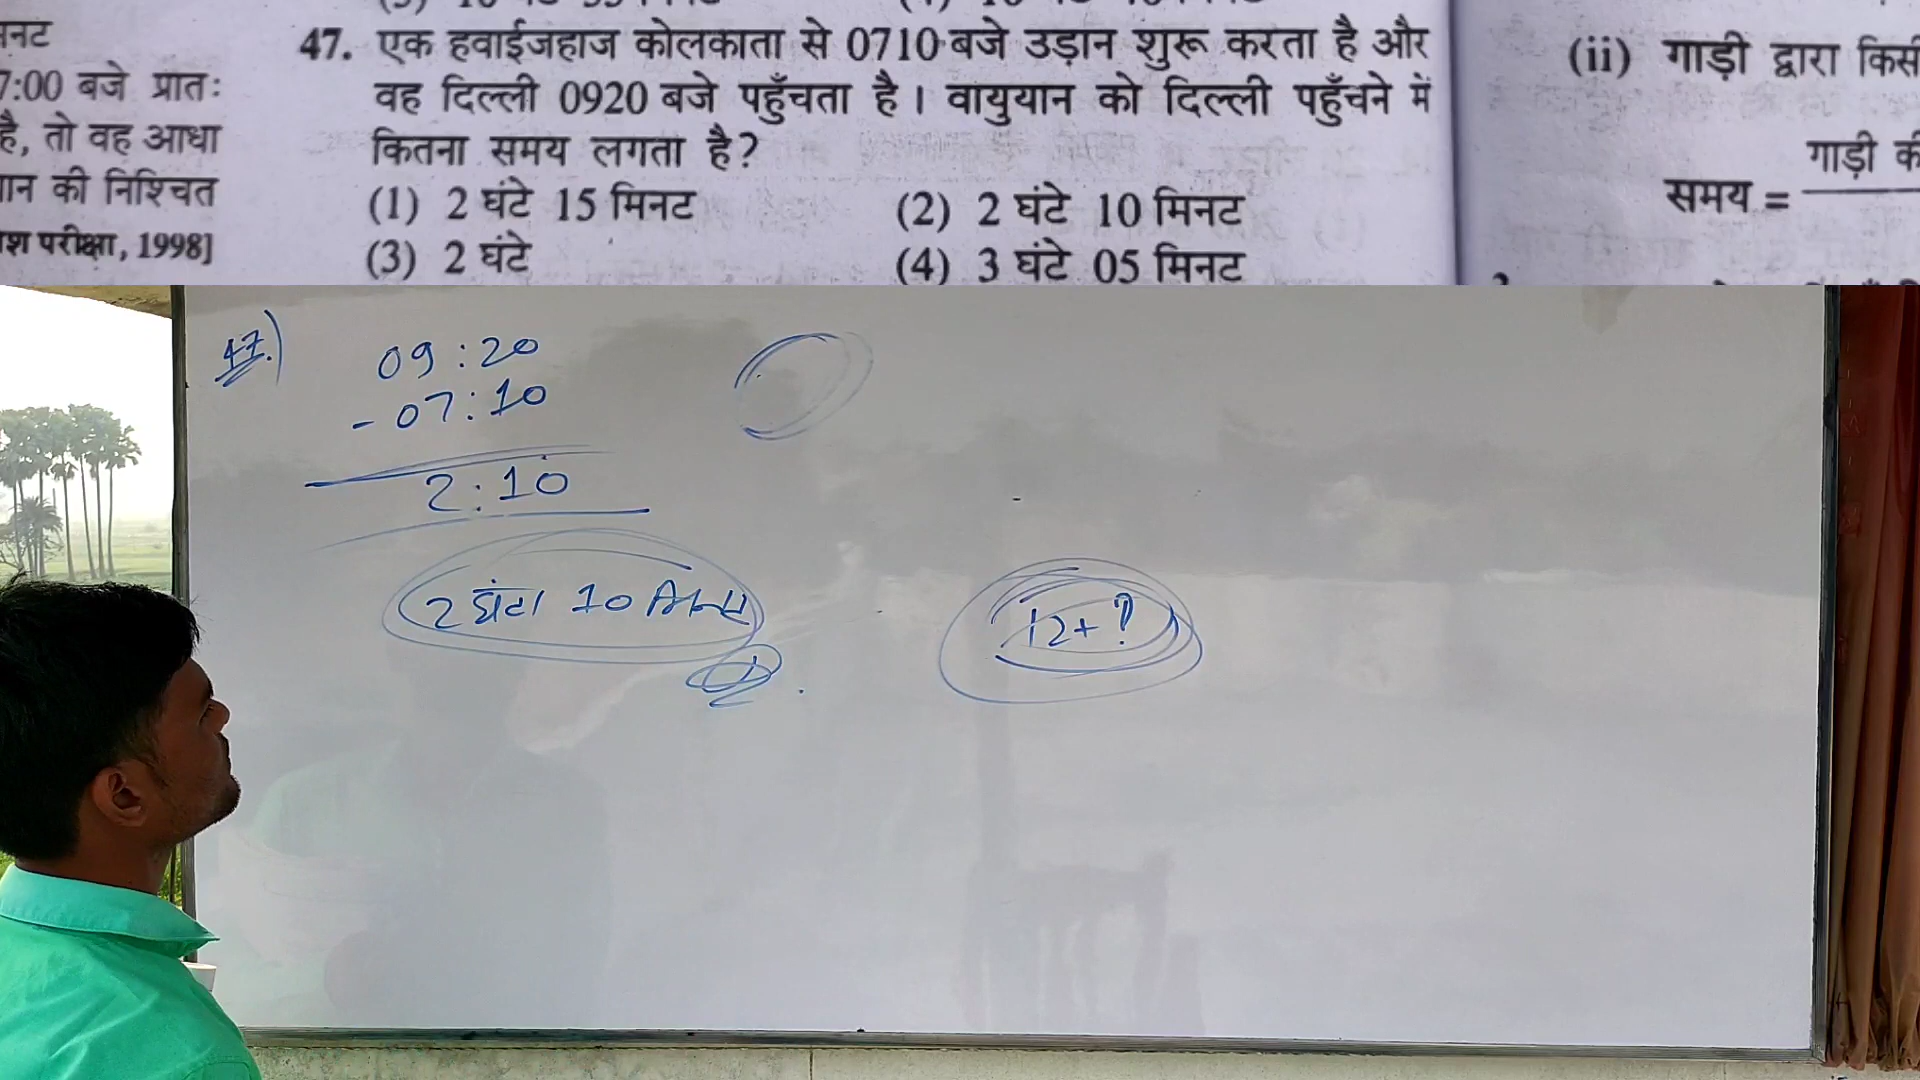 नट
7:00 बजे प्रातः
है, तो वह आधा
की निश्चित
परीक्षा, 1998]
47. एक हवाईजहाज कोलकाता से 0710 बजे उड़ान शुरू करता है और
वह दिल्ली 0920 बजे पहुँचता है। वायुयान को दिल्ली पहुँचने में
कितना समय लगता है?
(1) 2 घंटे 15 मिनट (2) 2 घंटे 10 मिनट
(3) 2 घंटे (4) 3 घंटे 05 मिनट
(ii) गाड़ी द्वारा किसी
गाड़ी की
समय =
47.)
09:20
- 07:10
2:10
2 घंटा 10 मिनट
12+?